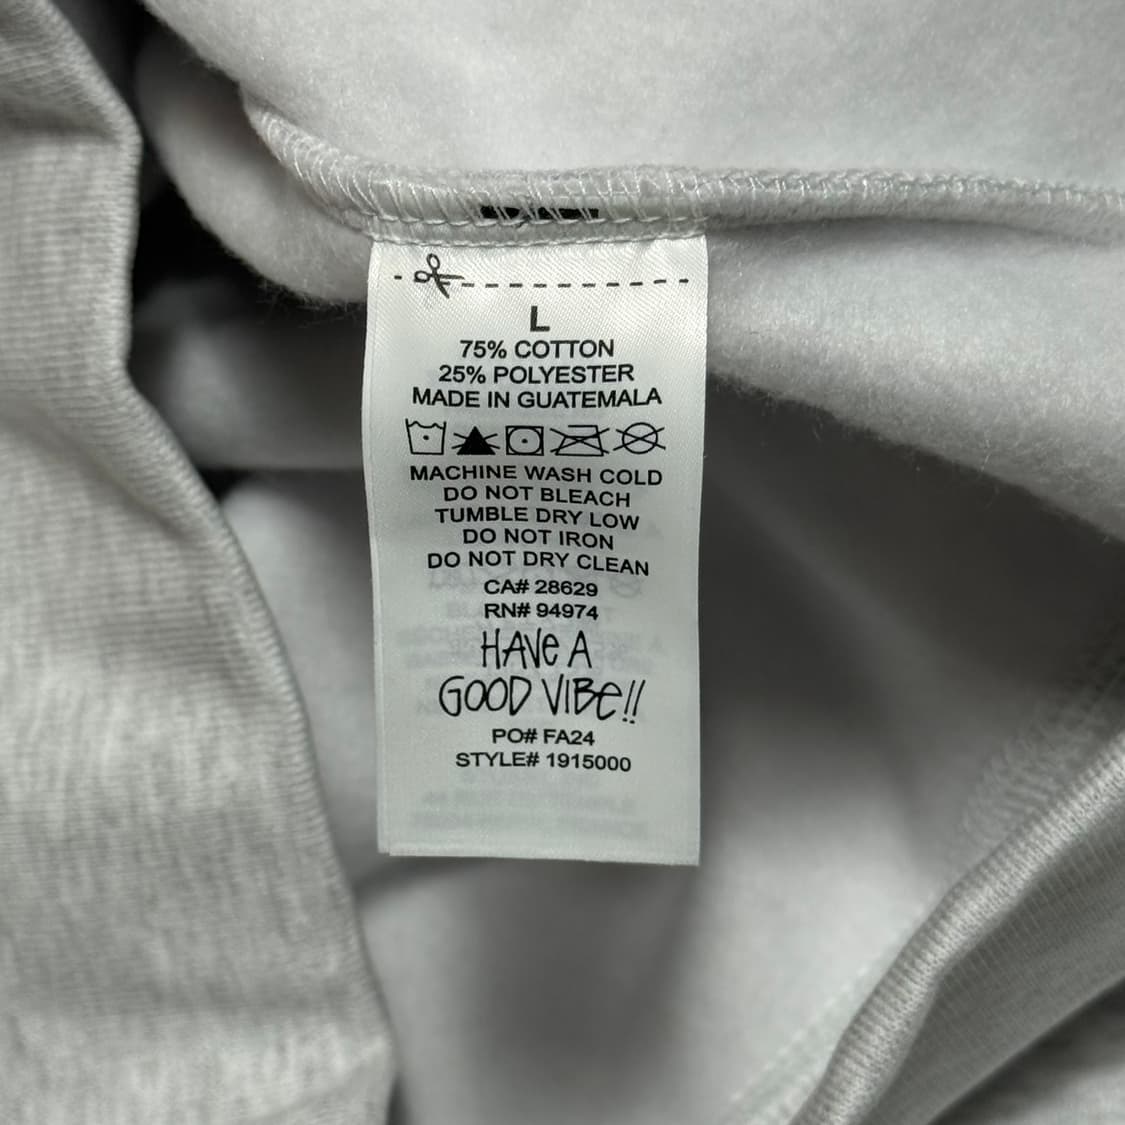 L
75% COTTON
25% POLYESTER
MADE IN GUATEMALA
MACHINE WASH COLD
DO NOT BLEACH
TUMBLE DRY LOW
DO NOT IRON
DO NOT DRY CLEAN
CA# 28629
RN# 94974
HAVe A
GOOD VIBe!!
PO# FA24
STYLE# 1915000